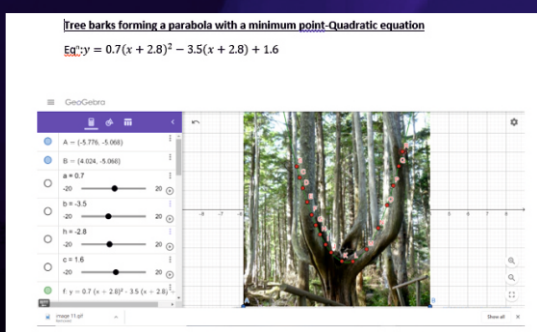 Tree barks forming a parabola with a minimum point-Quadratic equation
Eqⁿ:y = 0.7(x + 2.8)² − 3.5(x + 2.8) + 1.6
GeoGebra
A = (-5.776, -5.068)
B = (4.024, -5.068)
a = 0.7
-20 20
b = -3.5
-20 20
h = -2.8
-20 20
c = 1.6
-20 20
f: y = 0.7 (x + 2.8)² - 3.5 (x + 2.8)
Show all